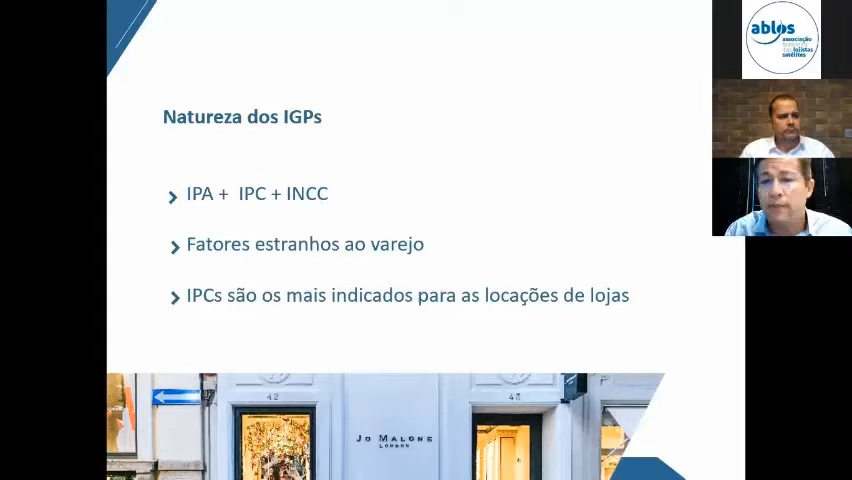 Natureza dos IGPs
IPA + IPC + INCC
Fatores estranhos ao varejo
IPCs são os mais indicados para as locações de lojas
42
43
JO MALONE
LONDON
ablos
associação
lojistas
satélites